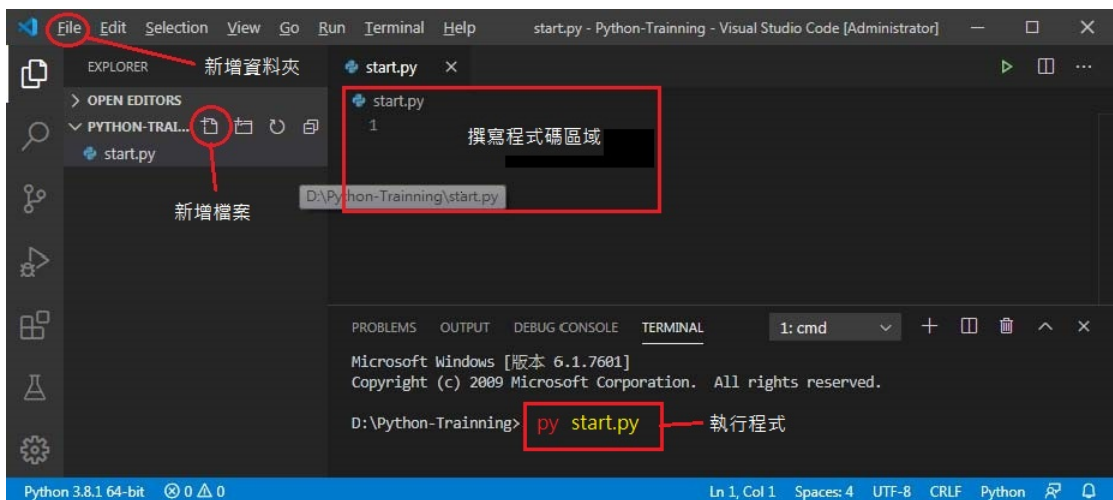 File Edit Selection View Go Run Terminal Help start.py - Python-Trainning - Visual Studio Code [Administrator]
EXPLORER
新增資料夾
start.py
OPEN EDITORS
PYTHON-TRAI...
start.py
新增檔案
start.py
1
撰寫程式碼區域
D:\Python-Trainning\start.py
PROBLEMS OUTPUT DEBUG CONSOLE TERMINAL 1: cmd
Microsoft Windows [版本 6.1.7601]
Copyright (c) 2009 Microsoft Corporation. All rights reserved.
D:\Python-Trainning> py start.py 執行程式
Python 3.8.1 64-bit 0 0 Ln 1, Col 1 Spaces: 4 UTF-8 CRLF Python